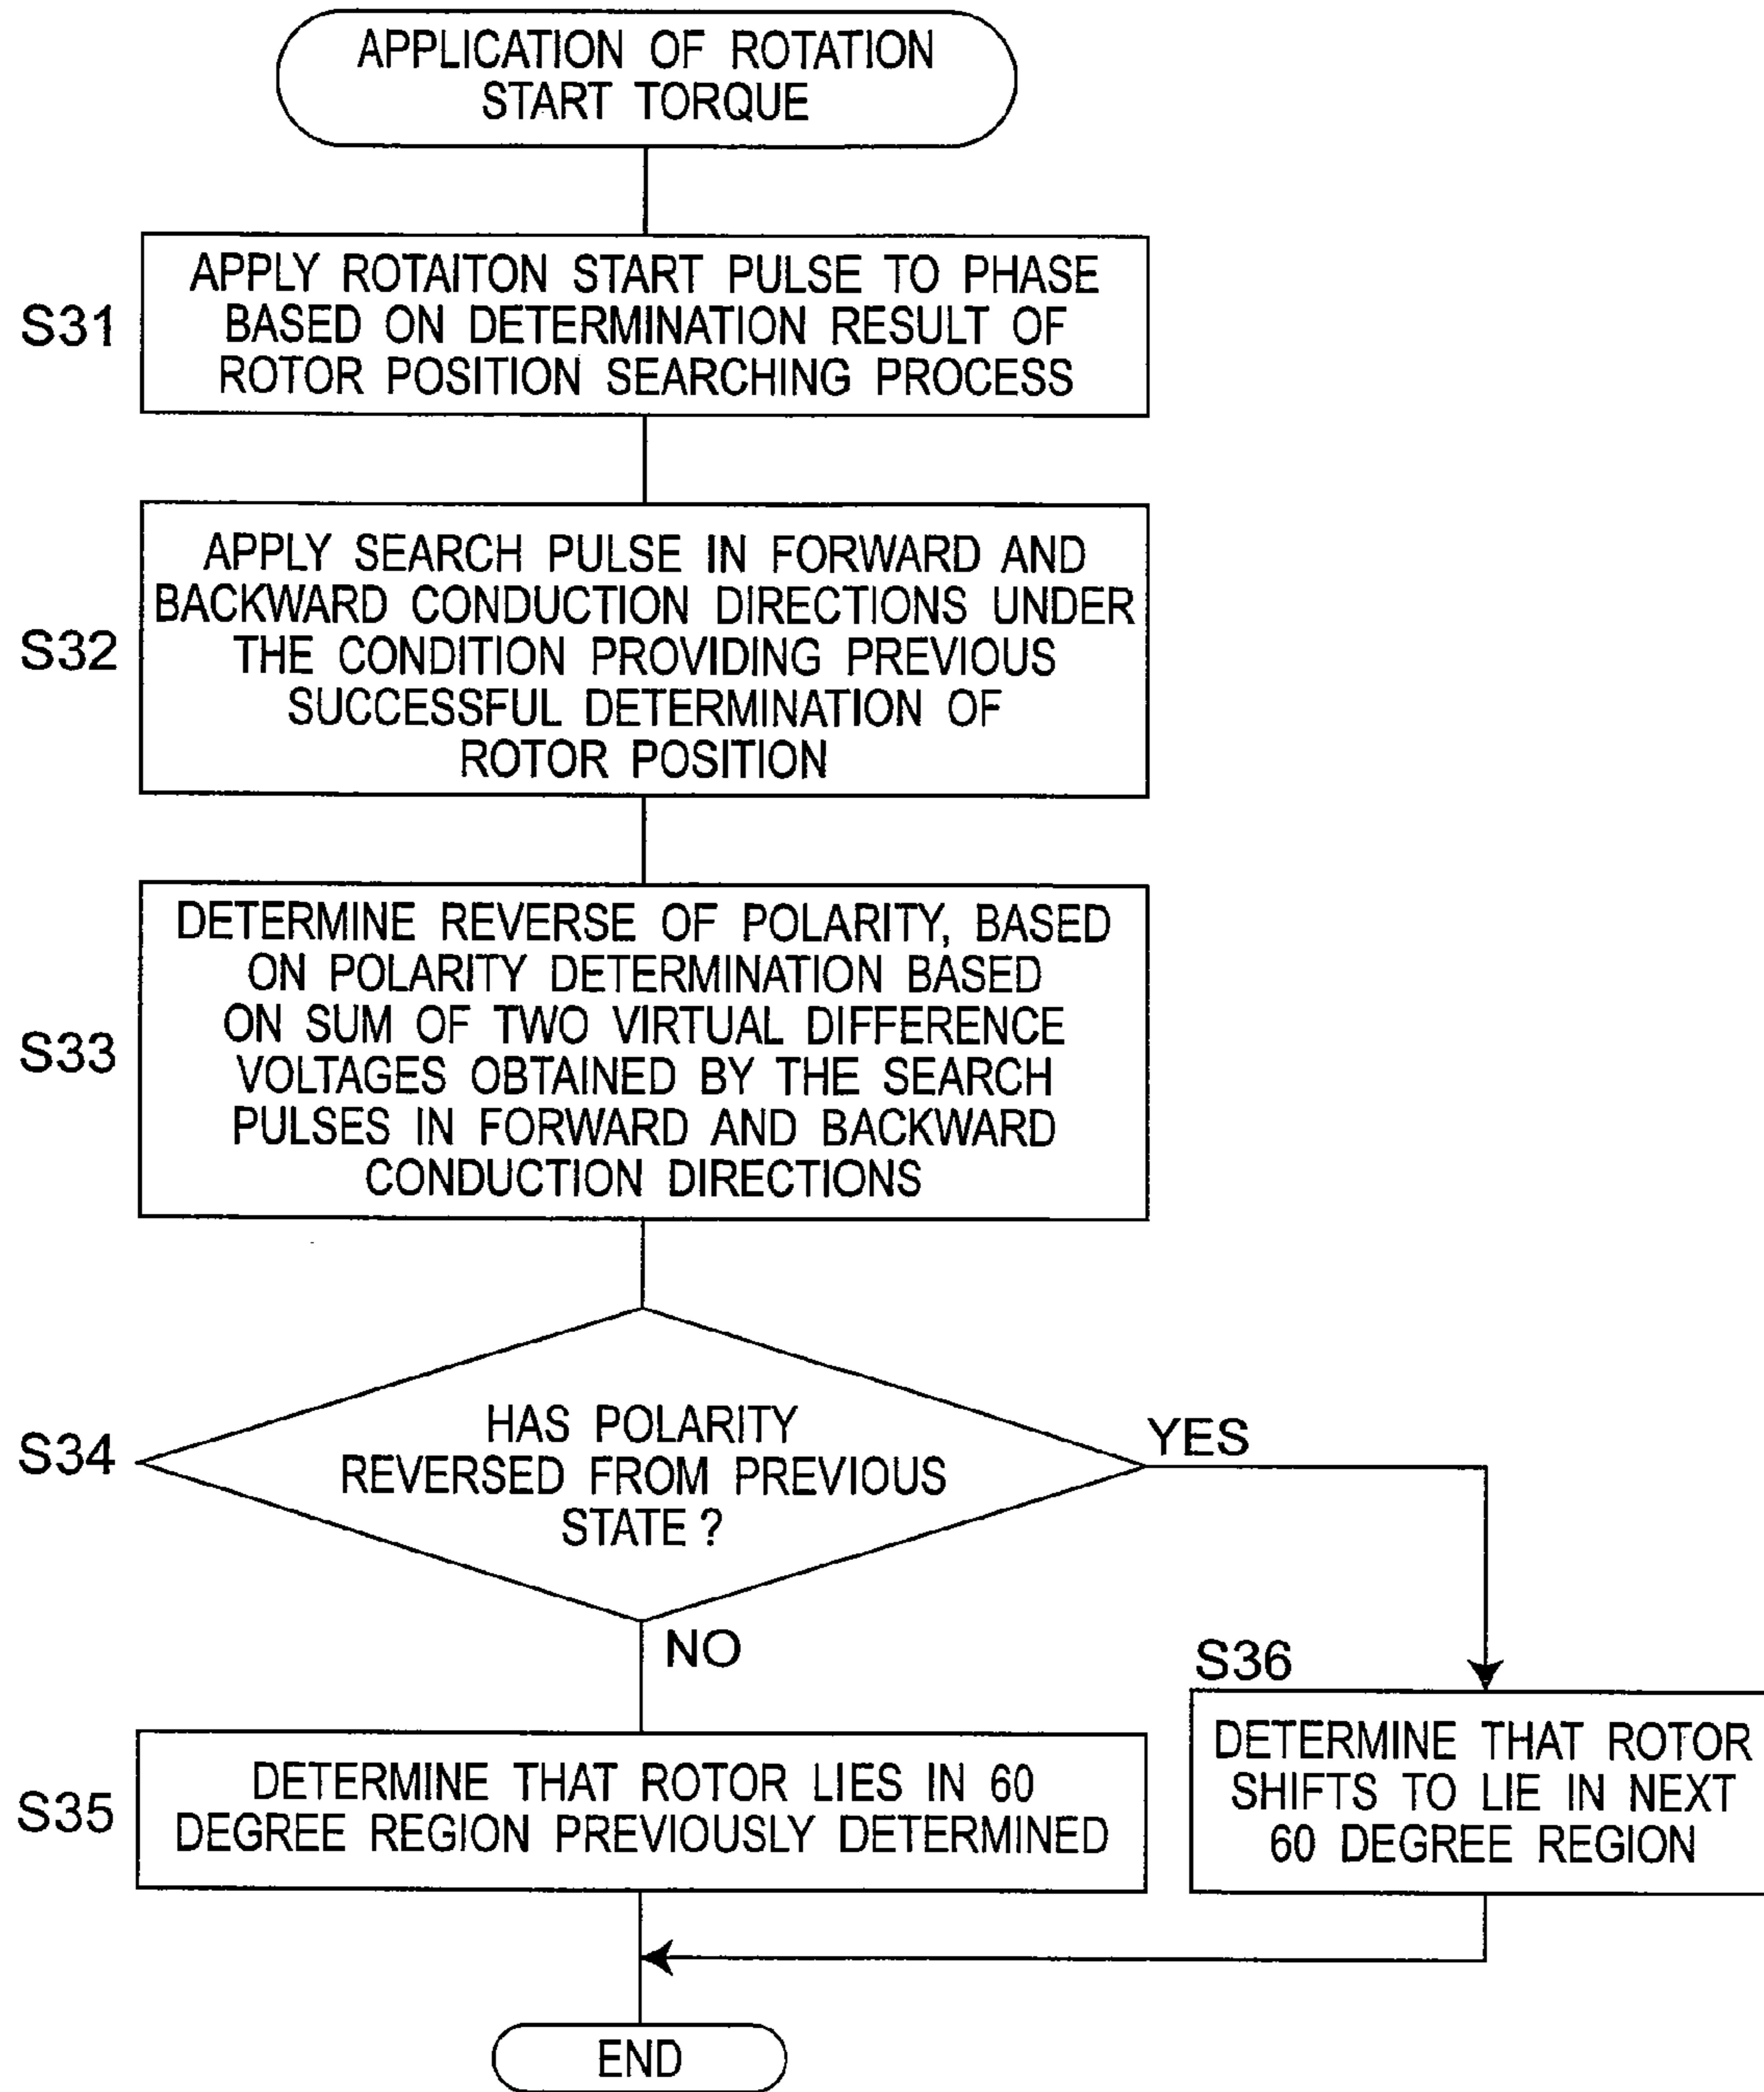 APPLICATION OF ROTATION
START TORQUE
S31
APPLY ROTAITON START PULSE TO PHASE
BASED ON DETERMINATION RESULT OF
ROTOR POSITION SEARCHING PROCESS
S32
APPLY SEARCH PULSE IN FORWARD AND
BACKWARD CONDUCTION DIRECTIONS UNDER
THE CONDITION PROVIDING PREVIOUS
SUCCESSFUL DETERMINATION OF
ROTOR POSITION
S33
DETERMINE REVERSE OF POLARITY, BASED
ON POLARITY DETERMINATION BASED
ON SUM OF TWO VIRTUAL DIFFERENCE
VOLTAGES OBTAINED BY THE SEARCH
PULSES IN FORWARD AND BACKWARD
CONDUCTION DIRECTIONS
S34
HAS POLARITY
REVERSED FROM PREVIOUS
STATE ?
YES
NO
S35
DETERMINE THAT ROTOR LIES IN 60
DEGREE REGION PREVIOUSLY DETERMINED
S36
DETERMINE THAT ROTOR
SHIFTS TO LIE IN NEXT
60 DEGREE REGION
END